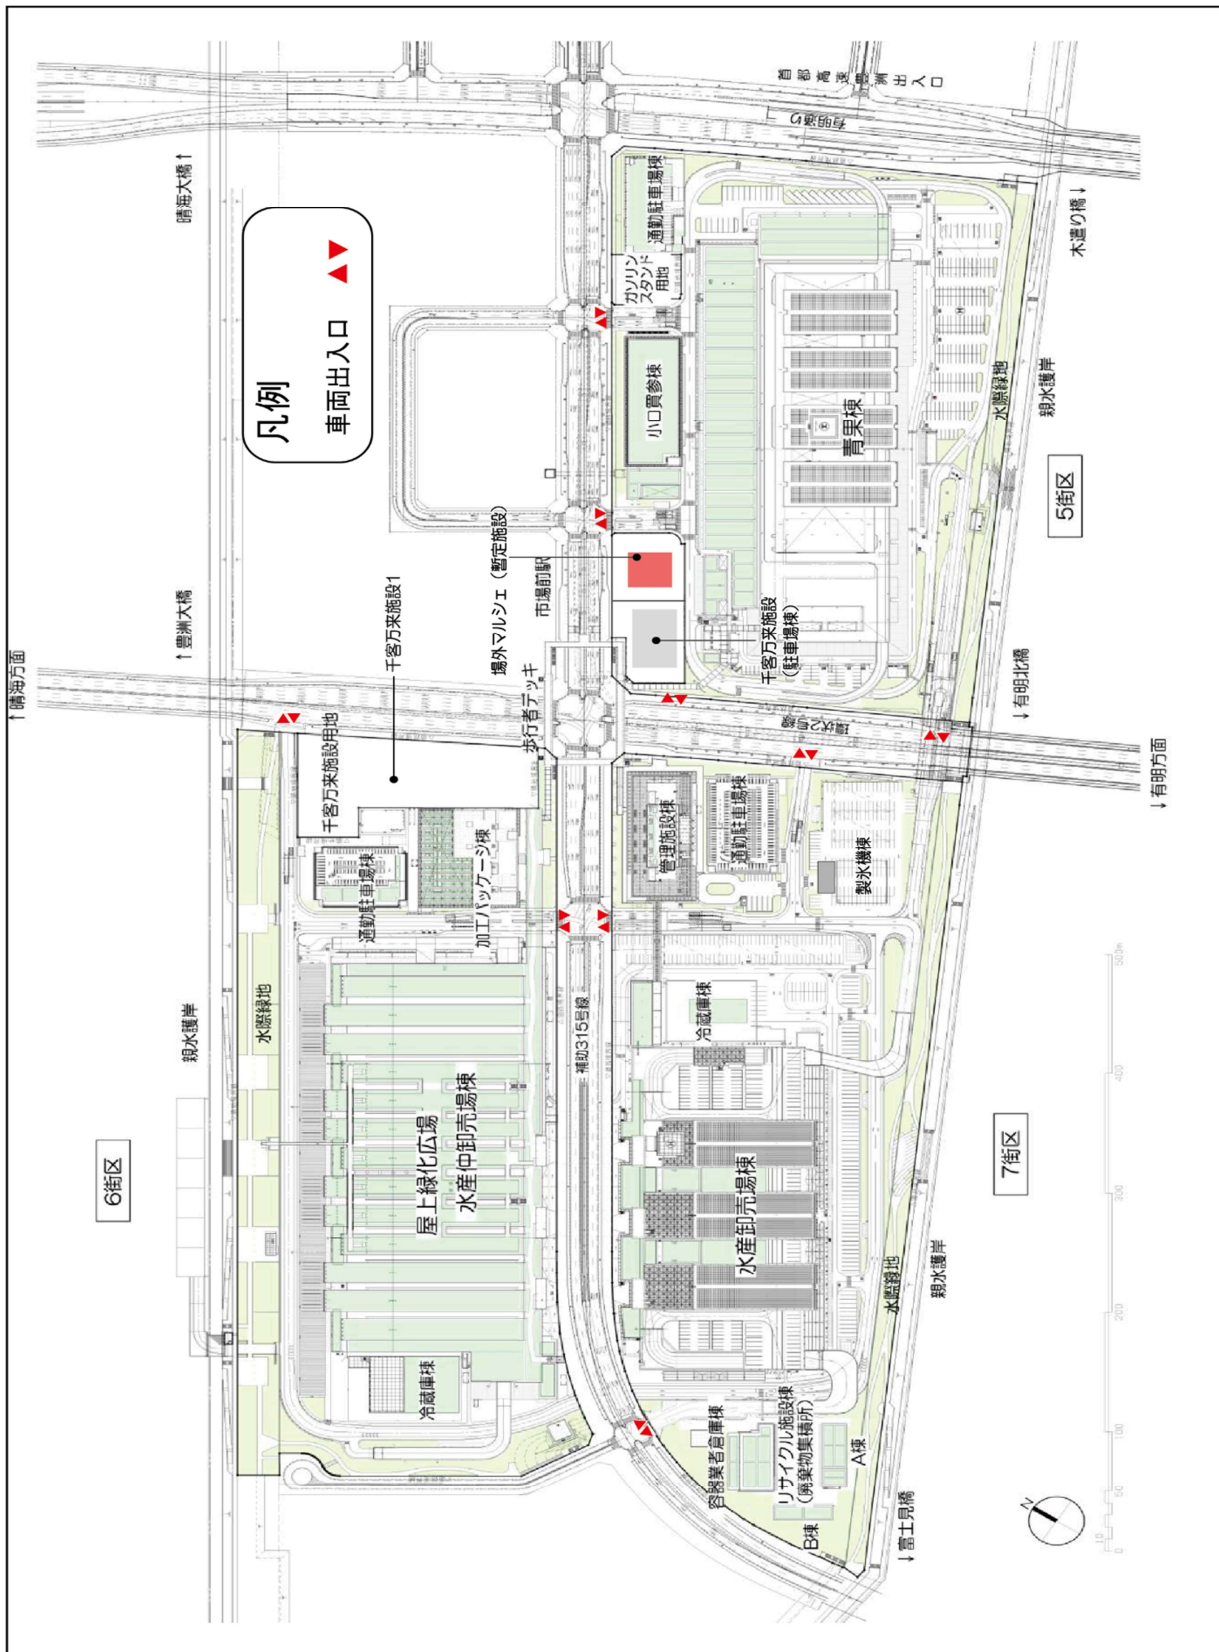 凡例
車両出入口
↑晴海方面
↑豊洲大橋
晴海大橋↑
首都高速豊洲出入口
有明通り
木遣り橋↓
↓有明北橋
↓有明方面
↓富士見橋
5街区
6街区
7街区
親水護岸
水際緑地
親水護岸
水際緑地
親水護岸
水際緑地
千客万来施設1
千客万来施設用地
通勤駐車場棟
加工パッケージ棟
屋上緑化広場
水産仲卸売場棟
冷蔵庫棟
歩行者デッキ
市場前駅
場外マルシェ（暫定施設）
千客万来施設
（駐車場棟）
環状2号線
補助315号線
通勤駐車場棟
ガソリン
スタンド
用地
小口買参棟
青果棟
管理施設棟
通勤駐車場棟
製氷機棟
冷蔵庫棟
水産卸売場棟
容器業者倉庫棟
リサイクル施設棟
（廃棄物集積所）
A棟
B棟
N
0
10
50
100
200
300
400
500m